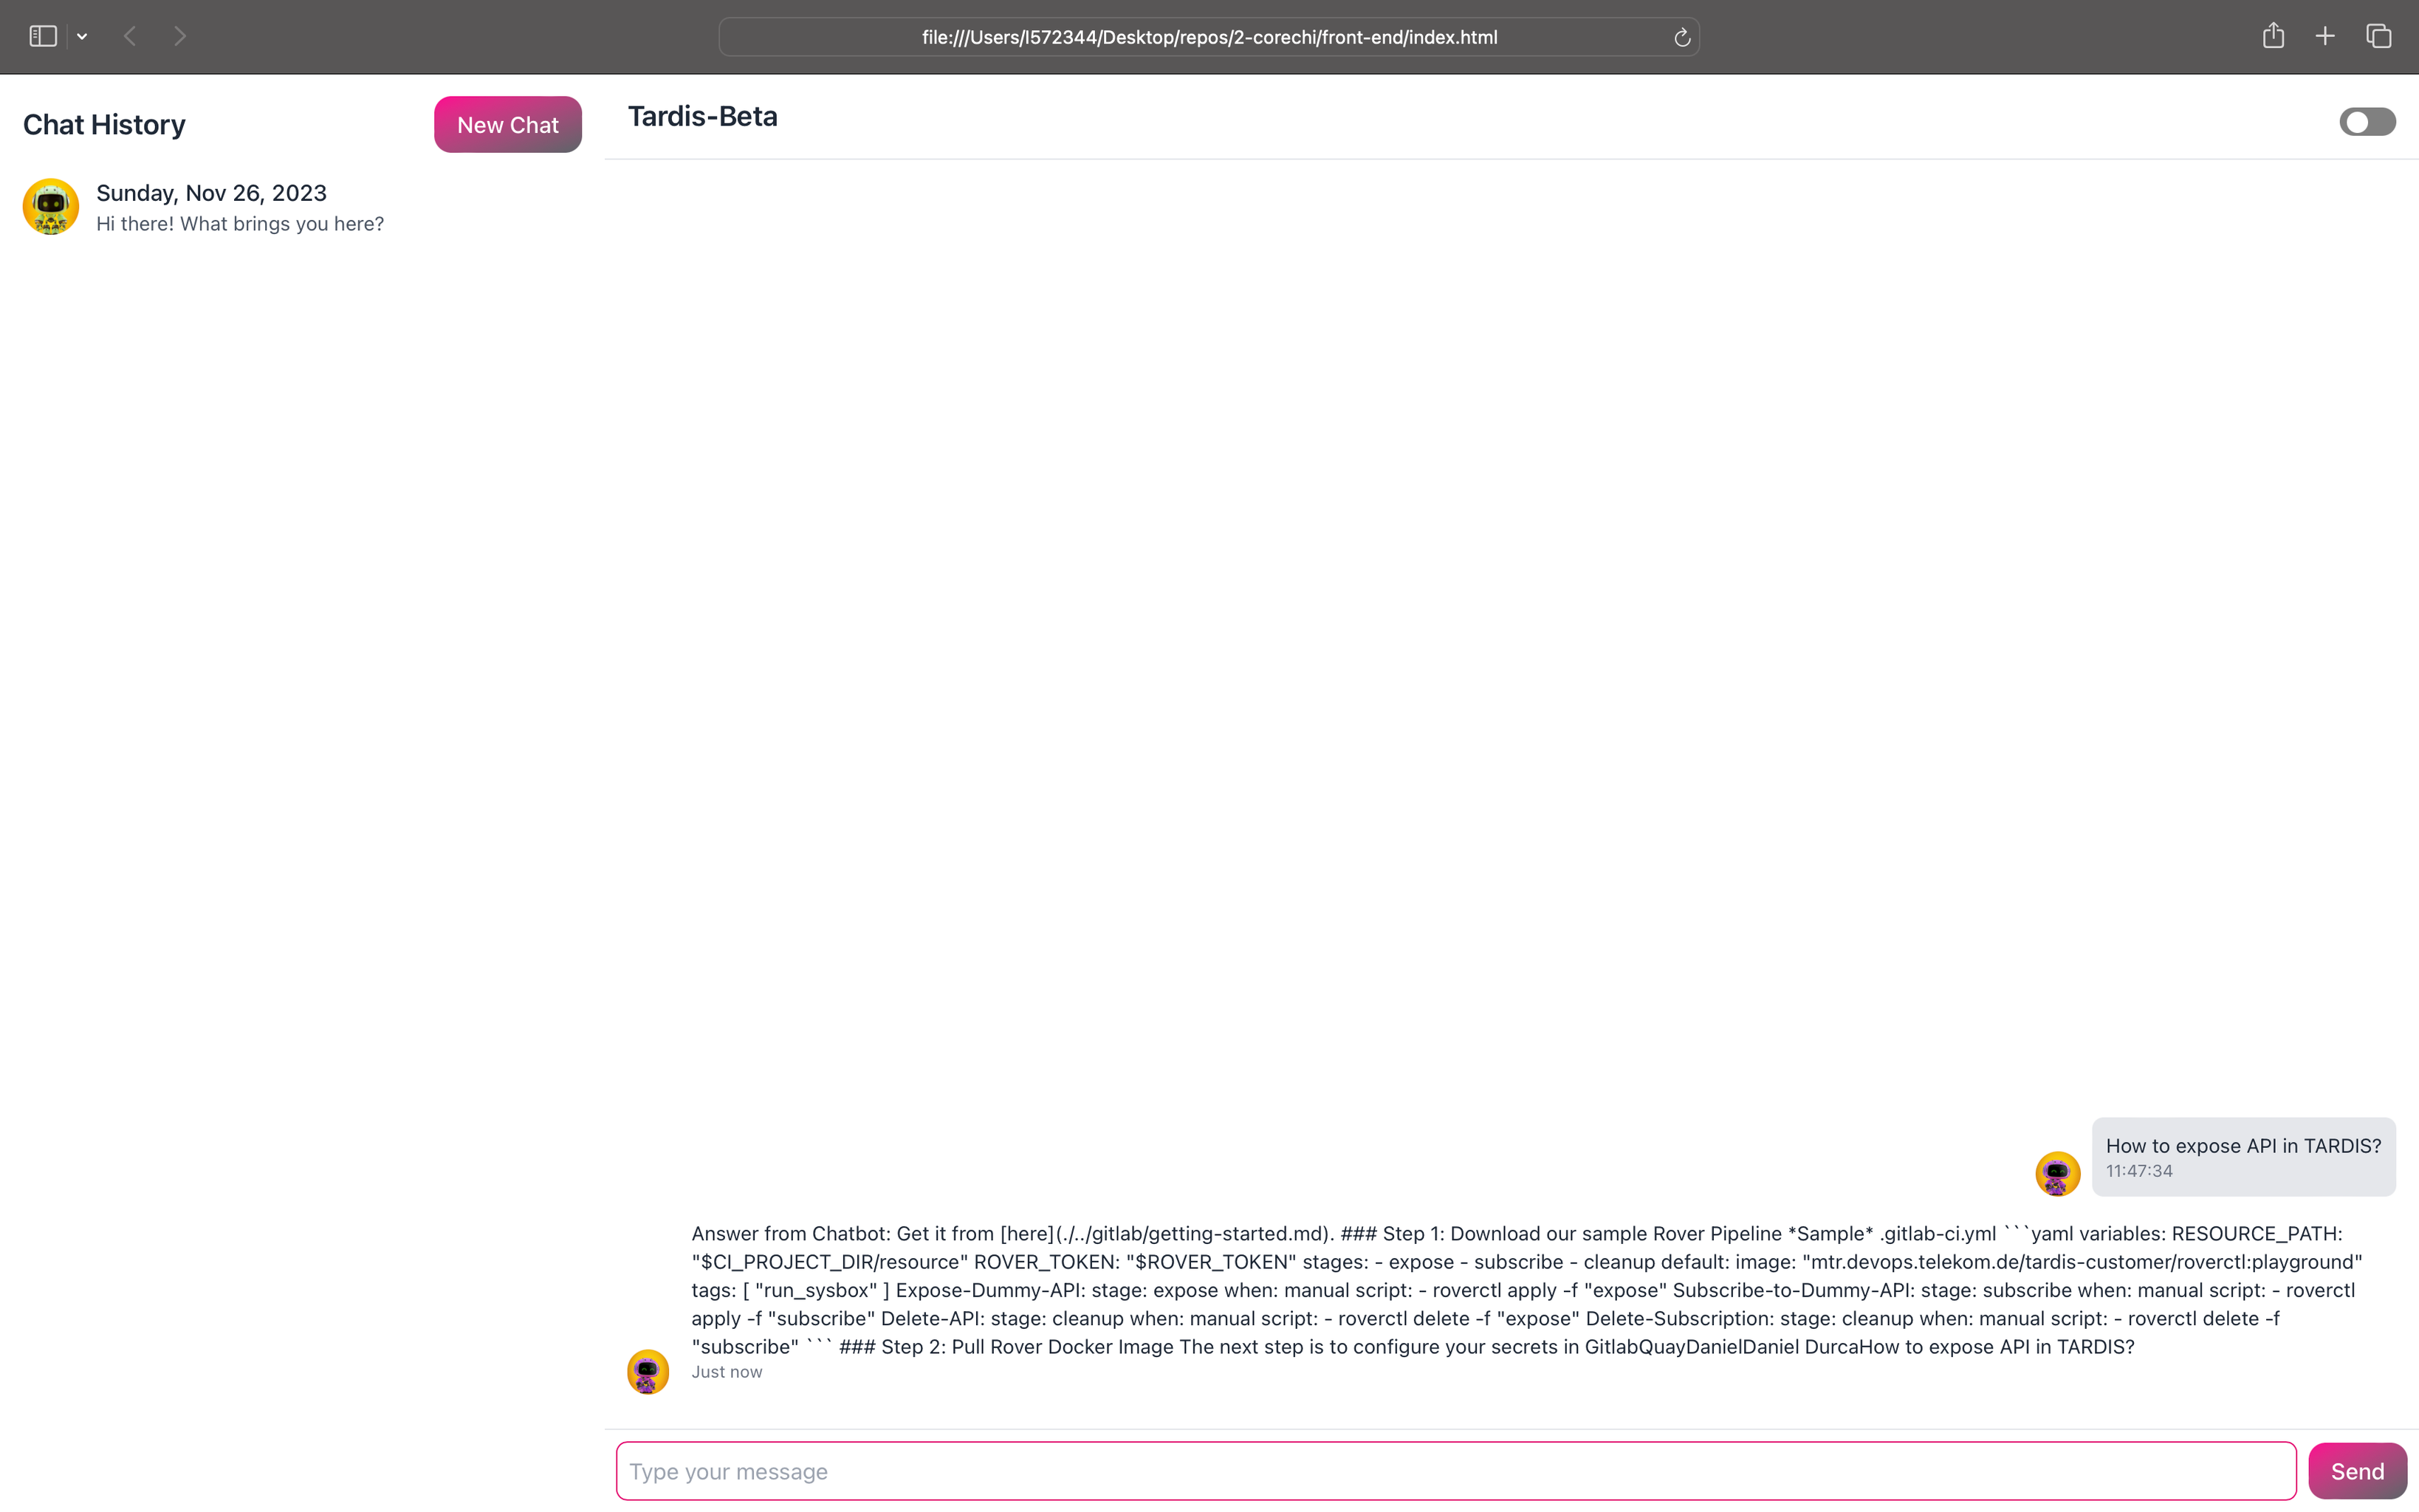 file:///Users/I572344/Desktop/repos/2-corechi/front-end/index.html
Chat History
New Chat
Sunday, Nov 26, 2023
Hi there! What brings you here?
Tardis-Beta
How to expose API in TARDIS?
11:47:34
Answer from Chatbot: Get it from [here](./../gitlab/getting-started.md). ### Step 1: Download our sample Rover Pipeline *Sample* .gitlab-ci.yml ```yaml variables: RESOURCE_PATH:
"$CI_PROJECT_DIR/resource" ROVER_TOKEN: "$ROVER_TOKEN" stages: - expose - subscribe - cleanup default: image: "mtr.devops.telekom.de/tardis-customer/roverctl:playground"
tags: [ "run_sysbox" ] Expose-Dummy-API: stage: expose when: manual script: - roverctl apply -f "expose" Subscribe-to-Dummy-API: stage: subscribe when: manual script: - roverctl
apply -f "subscribe" Delete-API: stage: cleanup when: manual script: - roverctl delete -f "expose" Delete-Subscription: stage: cleanup when: manual script: - roverctl delete -f
"subscribe" ``` ### Step 2: Pull Rover Docker Image The next step is to configure your secrets in GitlabQuayDanielDaniel DurcaHow to expose API in TARDIS?
Just now
Type your message
Send